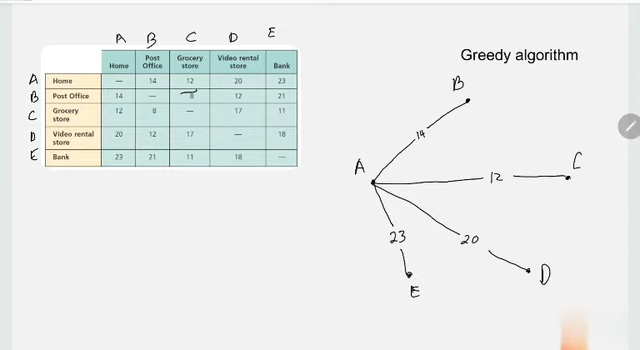 A B C D E
Greedy algorithm
Home Post Office Grocery store Video rental store Bank
A Home — 14 12 20 23
B Post Office 14 — 8 12 21
C Grocery store 12 8 — 17 11
D Video rental store 20 12 17 — 18
E Bank 23 21 11 18 —
B
14
A
12
C
23
20
D
E